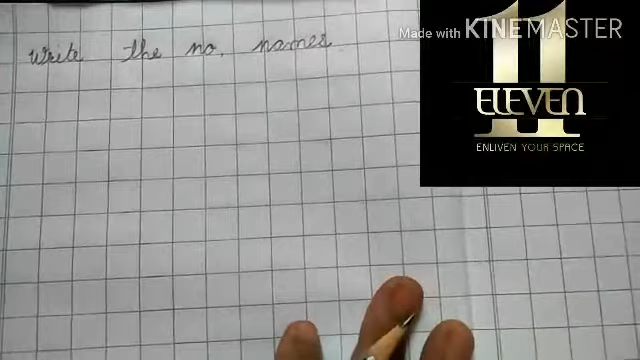 Write the no. names
Made with KINEMASTER
11
ELEVEN
ENLIVEN YOUR SPACE